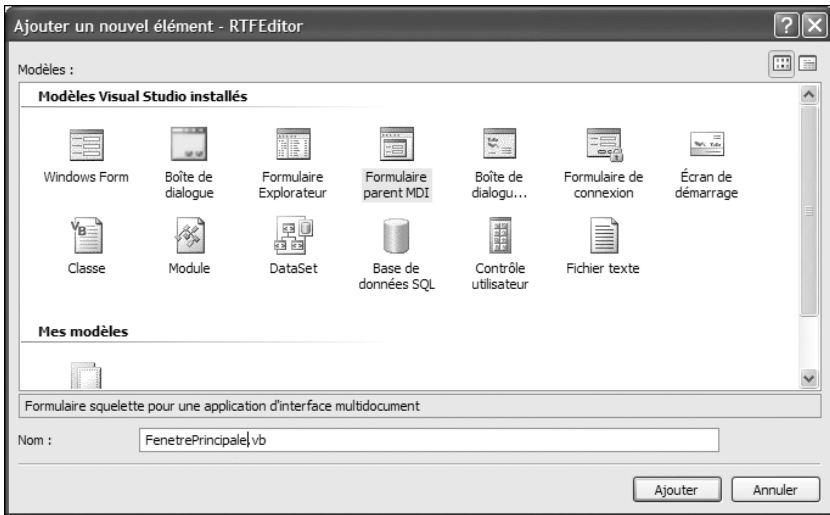 Ajouter un nouvel élément - RTFEditor
Modèles :
Modèles Visual Studio installés
Windows Form
Boîte de
dialogue
Formulaire
Explorateur
Formulaire
parent MDI
Boîte de
dialogu...
Formulaire de
connexion
Écran de
démarrage
Classe
Module
DataSet
Base de
données SQL
Contrôle
utilisateur
Fichier texte
Mes modèles
Formulaire squelette pour une application d'interface multidocument
Nom :
FenetrePrincipale.vb
Ajouter
Annuler